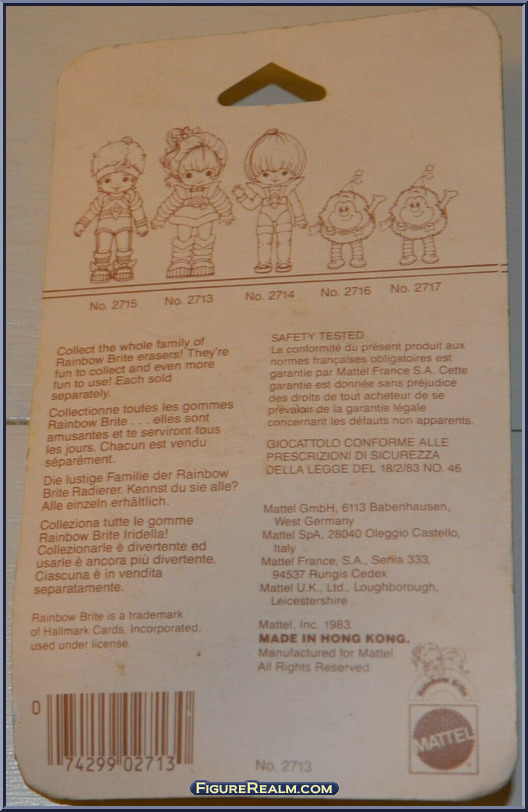 No. 2715
No. 2713
No. 2714
No. 2716
No. 2717
Collect the whole family of
Rainbow Brite erasers! They're
fun to collect and even more
fun to use! Each sold
separately.
Collectionne toutes les gommes
Rainbow Brite . . . elles sont
amusantes et te serviront tous
les jours. Chacun est vendu
séparément.
Die lustige Familie der Rainbow
Brite Radierer. Kennst du sie alle?
Alle einzeln erhältlich.
Colleziona tutte le gomme
Rainbow Brite Iridella!
Collezionarle è divertente ed
usarle è ancora più divertente.
Ciascuna è in vendita
separatamente.
Rainbow Brite is a trademark
of Hallmark Cards, Incorporated,
used under license.
SAFETY TESTED
La conformité du présent produit aux
normes françaises obligatoires est
garantie par Mattel France S.A. Cette
garantie est donnée sans préjudice
des droits de tout acheteur de se
prévaloir de la garantie légale
concernant les défauts non apparents.
GIOCATTOLO CONFORME ALLE
PRESCRIZIONI DI SICUREZZA
DELLA LEGGE DEL 18/2/83 NO. 46
Mattel GmbH, 6113 Babenhausen,
West Germany
Mattel SpA, 28040 Oleggio Castello,
Italy
Mattel France, S.A., Serria 333,
94537 Rungis Cedex
Mattel U.K., Ltd., Loughborough,
Leicestershire
Mattel, Inc. 1983
MADE IN HONG KONG.
Manufactured for Mattel
All Rights Reserved.
Rainbow Brite
MATTEL
0 74299 02713
No. 2713
FigureRealm.com